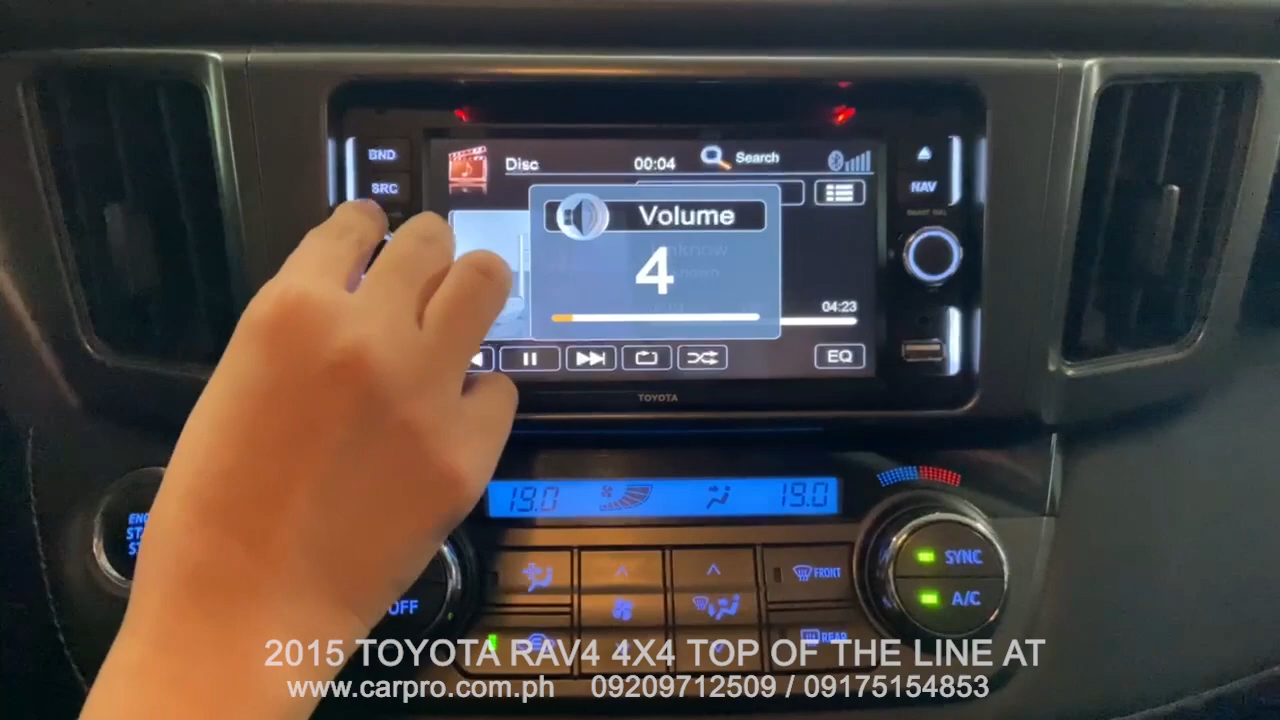 BND
SRC
Disc
00:04
Search
NAV
Volume
4
04:23
EQ
TOYOTA
19.0
19.0
SYNC
A/C
FRONT
OFF
REAR
2015 TOYOTA RAV4 4X4 TOP OF THE LINE AT
www.carpro.com.ph 09209712509 / 09175154853